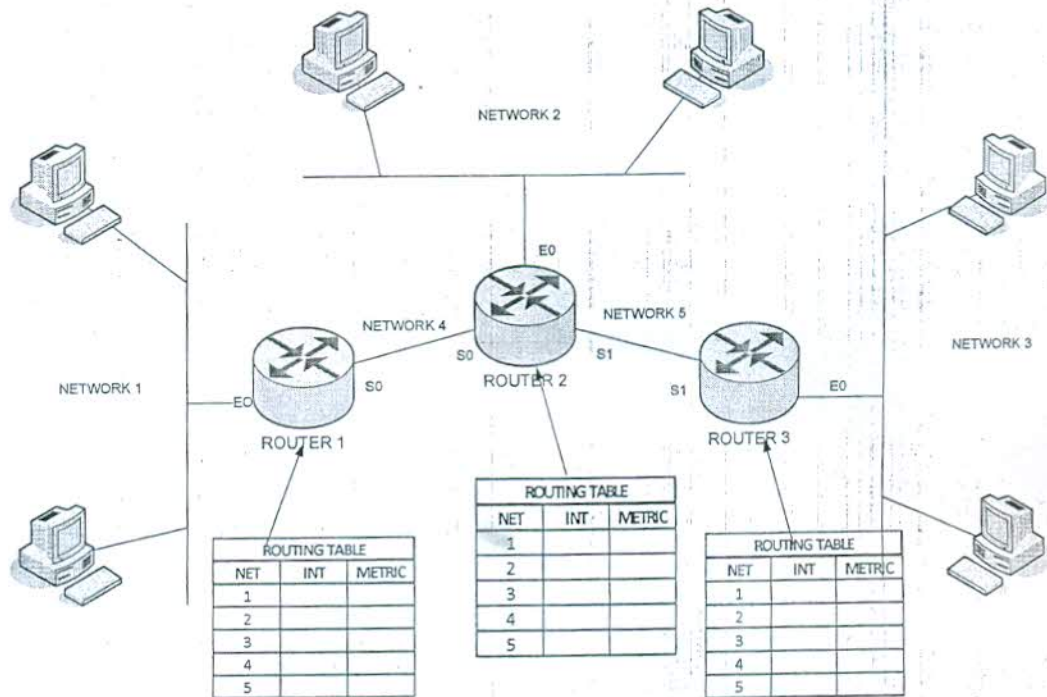 NETWORK 2
E0
NETWORK 4
NETWORK 5
NETWORK 1
NETWORK 3
S0
S0
S1
S1
E0
EO
ROUTER 2
ROUTER 1
ROUTER 3
ROUTING TABLE
NET INT METRIC
1
2
3
4
5
ROUTING TABLE
NET INT METRIC
1
2
3
4
5
ROUTING TABLE
NET INT METRIC
1
2
3
4
5